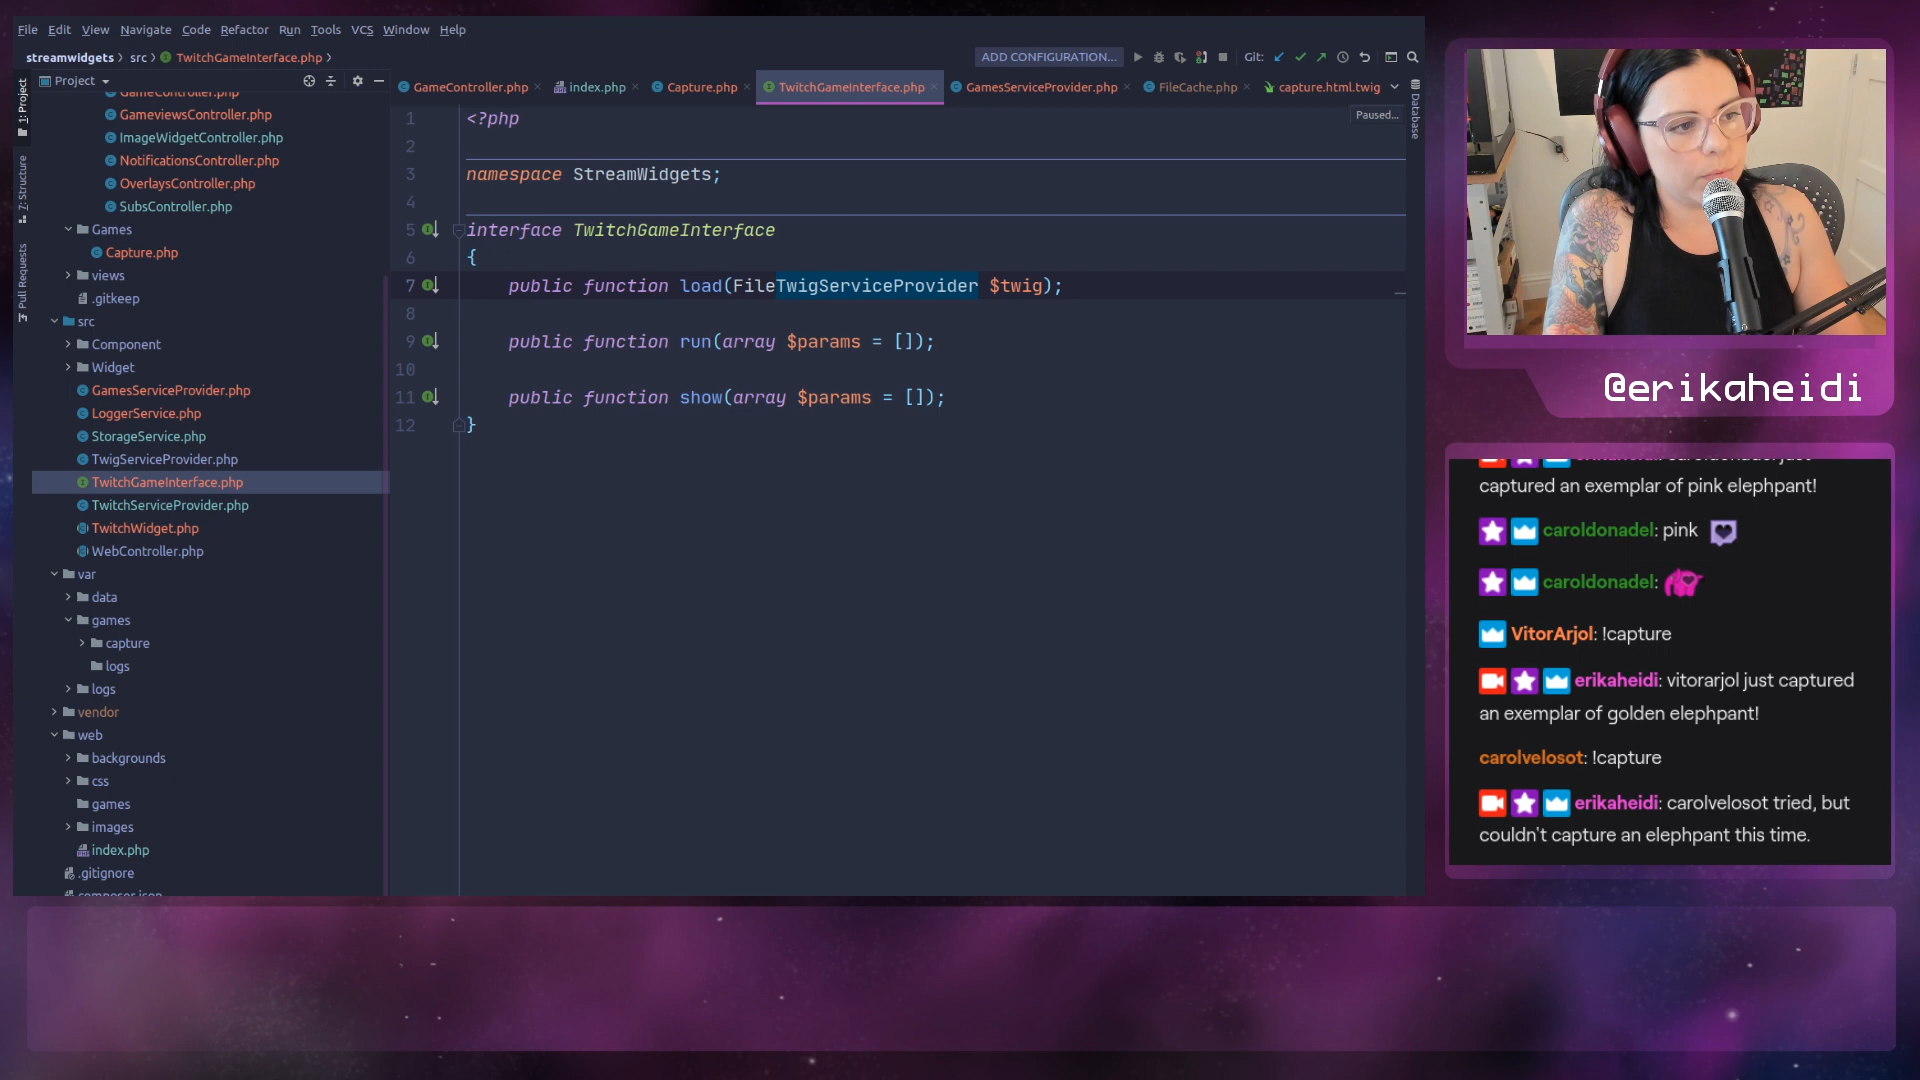 File Edit View Navigate Code Refactor Run Tools VCS Window Help
streamwidgets src TwitchGameInterface.php
ADD CONFIGURATION... Git:
Project
GameController.php index.php Capture.php TwitchGameInterface.php GamesServiceProvider.php FileCache.php capture.html.twig
1: Project
7: Structure
Pull Requests
Database
Paused...
GameController.php
GameviewsController.php
ImageWidgetController.php
NotificationsController.php
OverlaysController.php
SubsController.php
Games
Capture.php
views
.gitkeep
src
Component
Widget
GamesServiceProvider.php
LoggerService.php
StorageService.php
TwigServiceProvider.php
TwitchGameInterface.php
TwitchServiceProvider.php
TwitchWidget.php
WebController.php
var
data
games
capture
logs
logs
vendor
web
backgrounds
css
games
images
index.php
.gitignore
composer.json
1 <?php
2
3 namespace StreamWidgets;
4
5 interface TwitchGameInterface
6 {
7 public function load(FileTwigServiceProvider $twig);
8
9 public function run(array $params = []);
10
11 public function show(array $params = []);
12 }
@erikaheidi
captured an exemplar of pink elephpant!
caroldonadel: pink
caroldonadel:
VitorArjol: !capture
erikaheidi: vitorarjol just captured
an exemplar of golden elephpant!
carolvelosot: !capture
erikaheidi: carolvelosot tried, but
couldn't capture an elephpant this time.